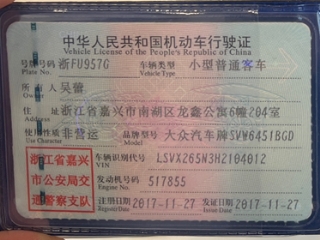 中华人民共和国机动车行驶证
Vehicle License of the People's Republic of China
号牌号码 浙FU957G 车辆类型 小型普通客车
Plate No. Vehicle Type
所有人 吴蕾
Owner
住址 浙江省嘉兴市南湖区龙鑫公寓6幢204室
Address
使用性质 非营运 品牌型号 大众汽车牌SVW6451BGD
Use Character Model
浙江省嘉兴
市公安局交
通警察支队
车辆识别代号 LSVX265N3H2104012
VIN
发动机号码 517855
Engine No.
注册日期 2017-11-27 发证日期 2017-11-27
Register Date Issue Date